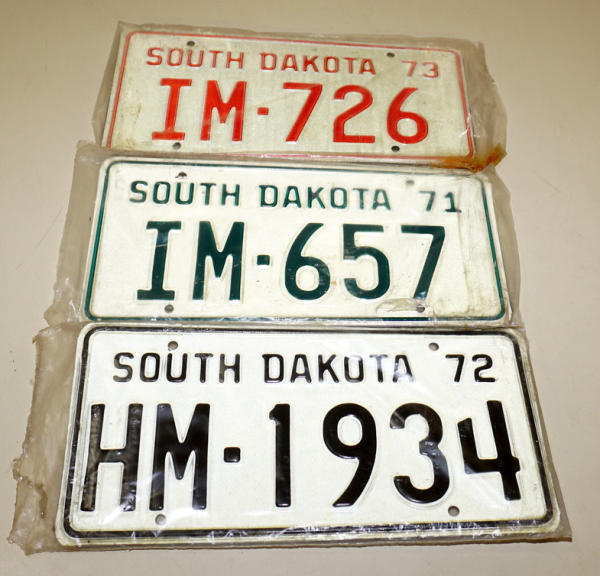 SOUTH DAKOTA 73
IM-726
SOUTH DAKOTA 71
IM-657
SOUTH DAKOTA 72
HM-1934